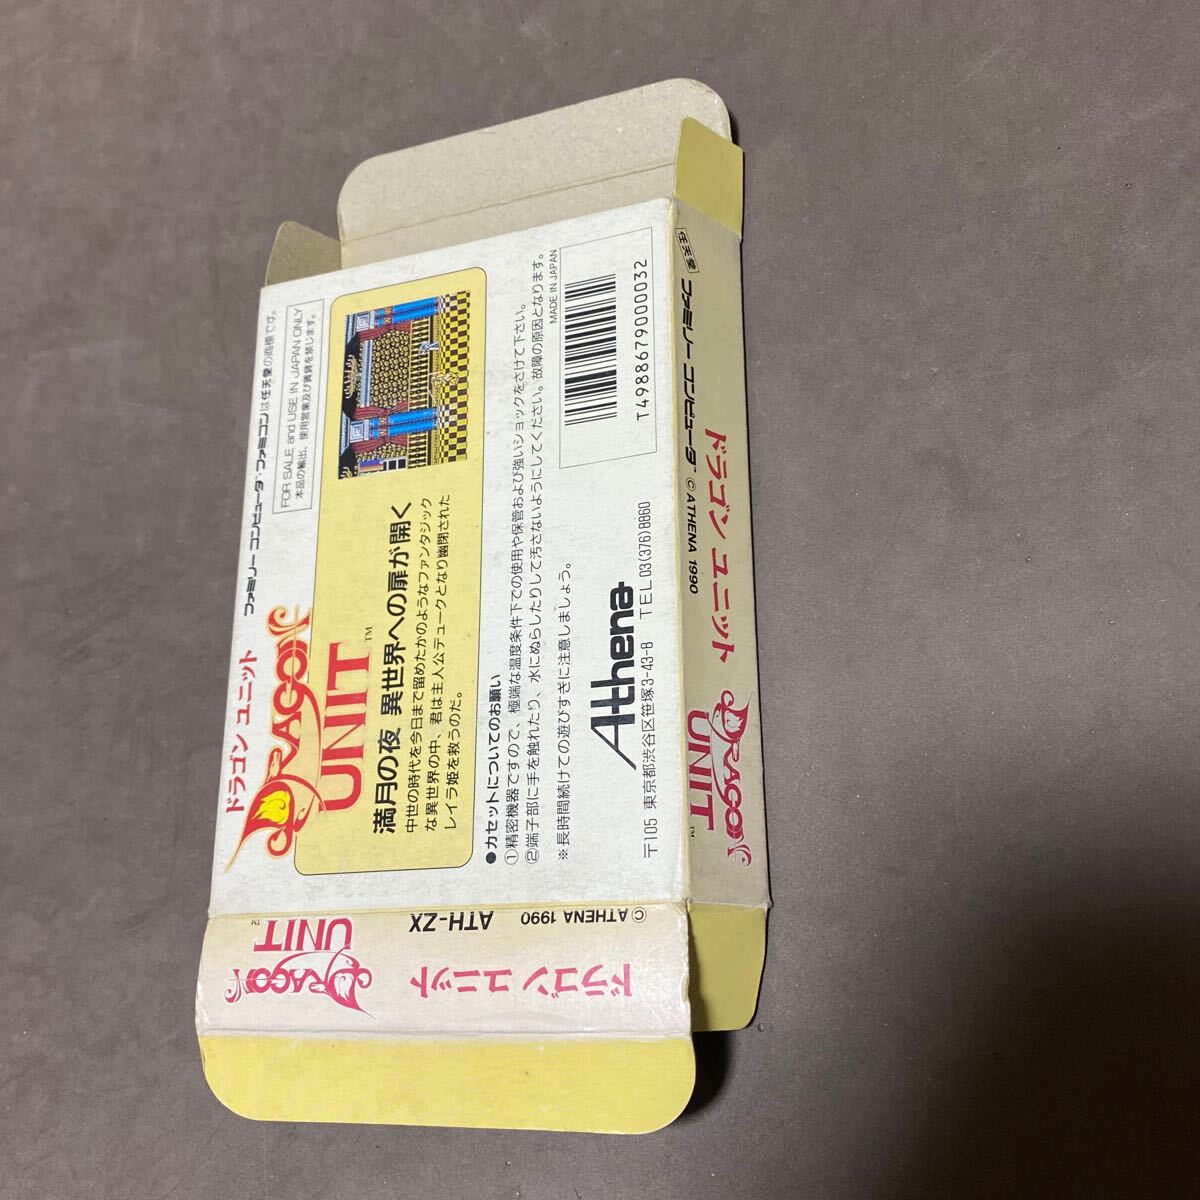 ドラゴン ユニット
DRAGON
UNIT™
ファミリーコンピュータ™・ファミコンは任天堂の商標です。
FOR SALE and USE IN JAPAN ONLY
本品の輸出、使用営業及び賃貸を禁じます。
満月の夜 異世界への扉が開く
中世の時代を今日まで留めたかのようなファンタジック
な異世界の中、君は主人公デュークとなり幽閉された
レイラ姫を救うのだ。
●カセットについてのお願い
①精密機器ですので、極端な温度条件下での使用や保管および強いショックをさけて下さい。
②端子部に手を触れたり、水にぬらしたりして汚さないようにしてください。故障の原因となります。
※長時間続けての遊びすぎに注意しましょう。
MADE IN JAPAN
T4988679000032
Athena
〒105 東京都渋谷区笹塚3-43-8 TEL 03(376)8860
任天堂
ファミリーコンピュータ™
© ATHENA 1990
ドラゴン ユニット
DRAGON
UNIT™
DRAGON
UNIT™
ATH-ZX
© ATHENA 1990
ドラゴン ユニット